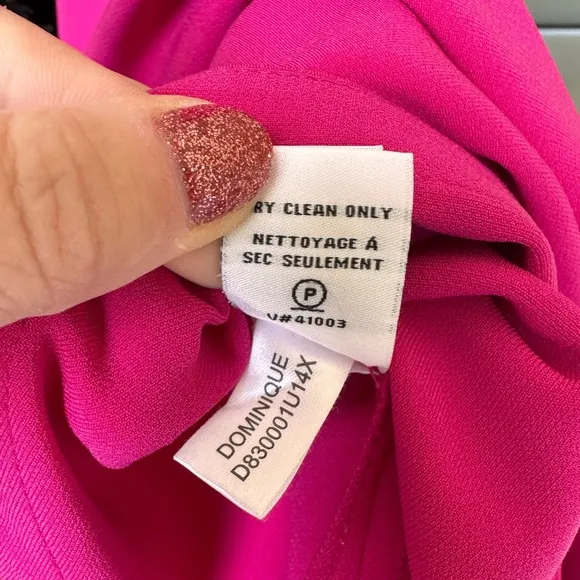 RY CLEAN ONLY
NETTOYAGE À
SEC SEULEMENT
P
V#41003
DOMINIQUE
D830001U14X